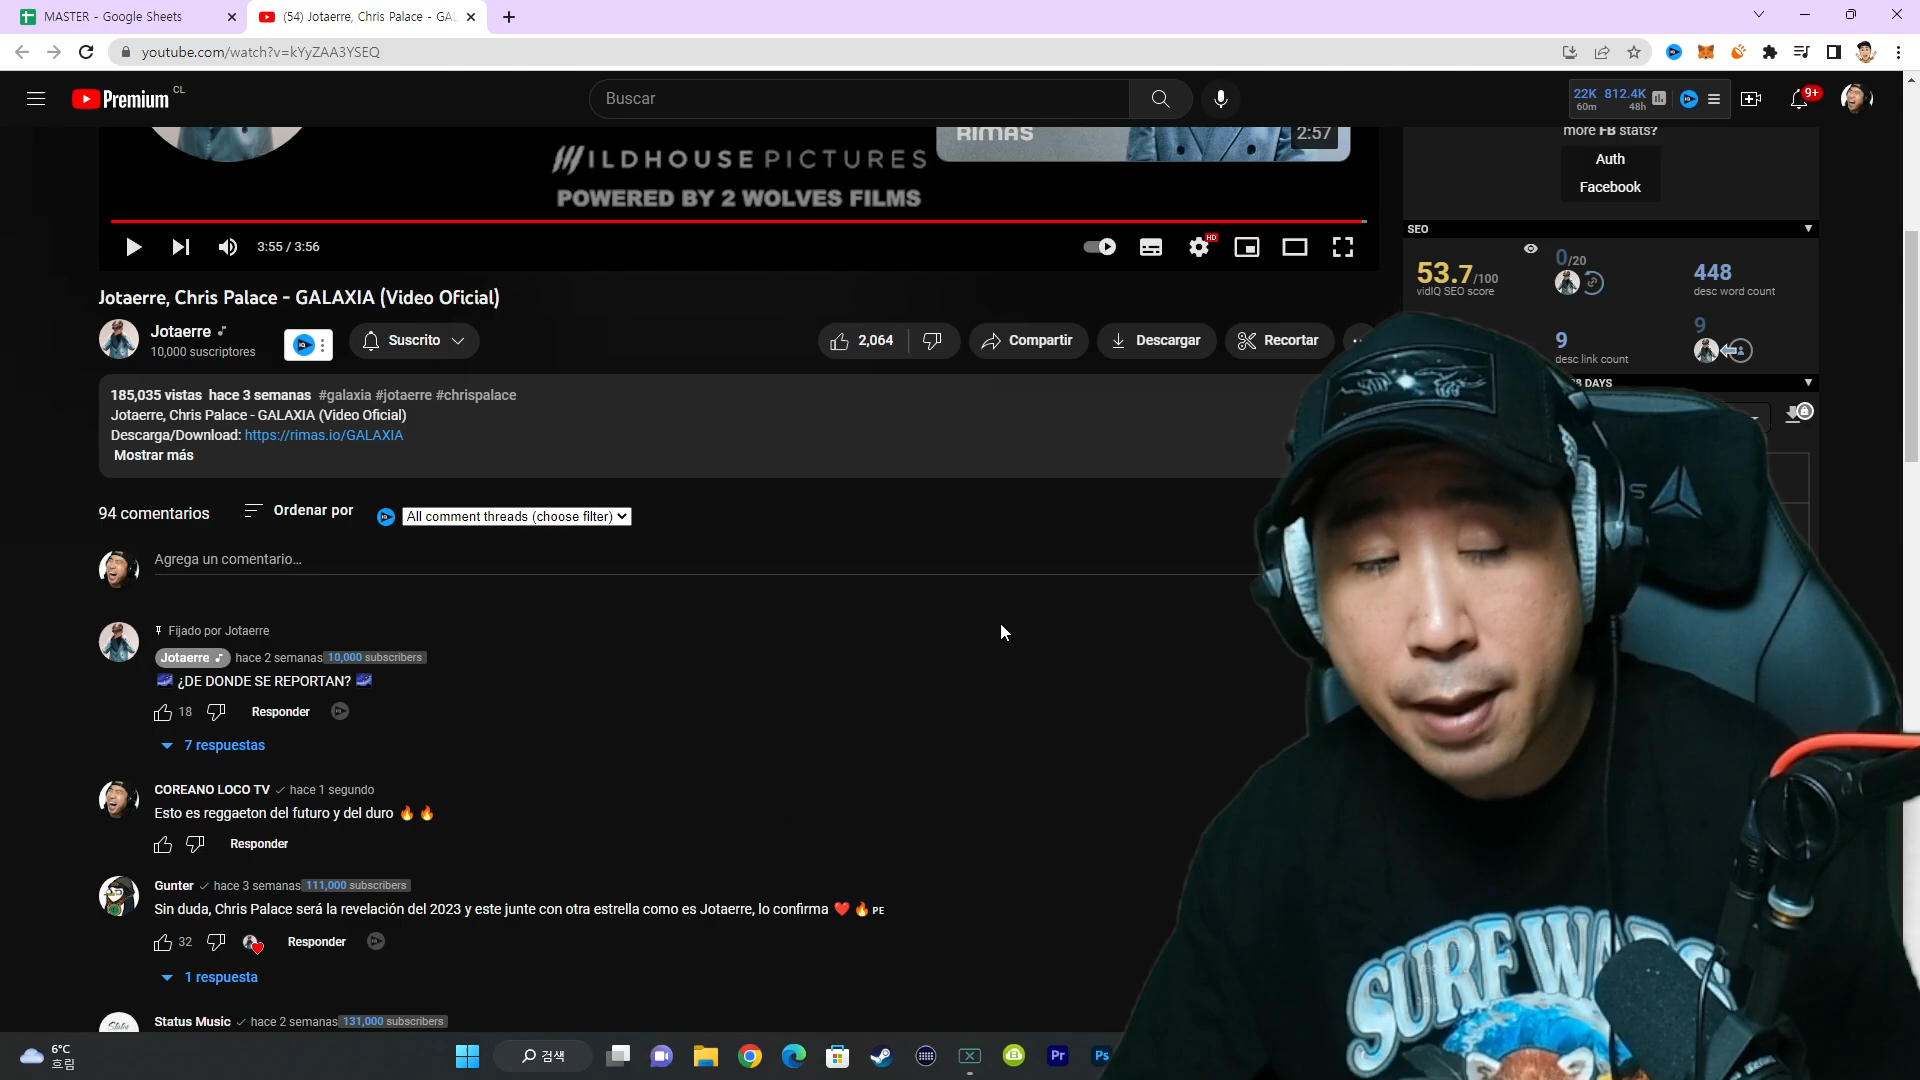 MASTER - Google Sheets
(54) Jotaerre, Chris Palace - GAL
youtube.com/watch?v=kYyZAA3YSEQ
Premium CL
Buscar
22K 60m 812.4K 48h
9+
RIMAS
2:57
WILDHOUSE PICTURES
POWERED BY 2 WOLVES FILMS
3:55 / 3:56
HD
more FB stats?
Auth
Facebook
SEO
53.7/100
vidIQ SEO score
0/20
448
desc word count
9
desc link count
9
DAYS
Jotaerre, Chris Palace - GALAXIA (Video Oficial)
Jotaerre
10,000 suscriptores
Suscrito
2,064
Compartir
Descargar
Recortar
185,035 vistas hace 3 semanas #galaxia #jotaerre #chrispalace
Jotaerre, Chris Palace - GALAXIA (Video Oficial)
Descarga/Download: https://rimas.io/GALAXIA
Mostrar más
94 comentarios
Ordenar por
All comment threads (choose filter)
Agrega un comentario...
Fijado por Jotaerre
Jotaerre hace 2 semanas 10,000 subscribers
🌌 ¿DE DONDE SE REPORTAN? 🌌
18
Responder
7 respuestas
COREANO LOCO TV hace 1 segundo
Esto es reggaeton del futuro y del duro 🔥 🔥
Responder
Gunter hace 3 semanas 111,000 subscribers
Sin duda, Chris Palace será la revelación del 2023 y este junte con otra estrella como es Jotaerre, lo confirma ❤️ 🔥 PE
32
Responder
1 respuesta
Status Music hace 2 semanas 131,000 subscribers
SURF WA
6°C
흐림
검색
Pr
Ps